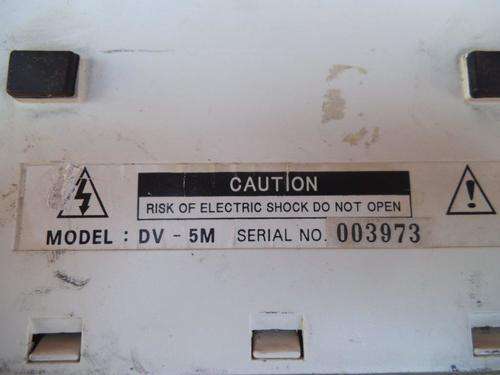 CAUTION
RISK OF ELECTRIC SHOCK DO NOT OPEN
MODEL : DV - 5M SERIAL NO. 003973